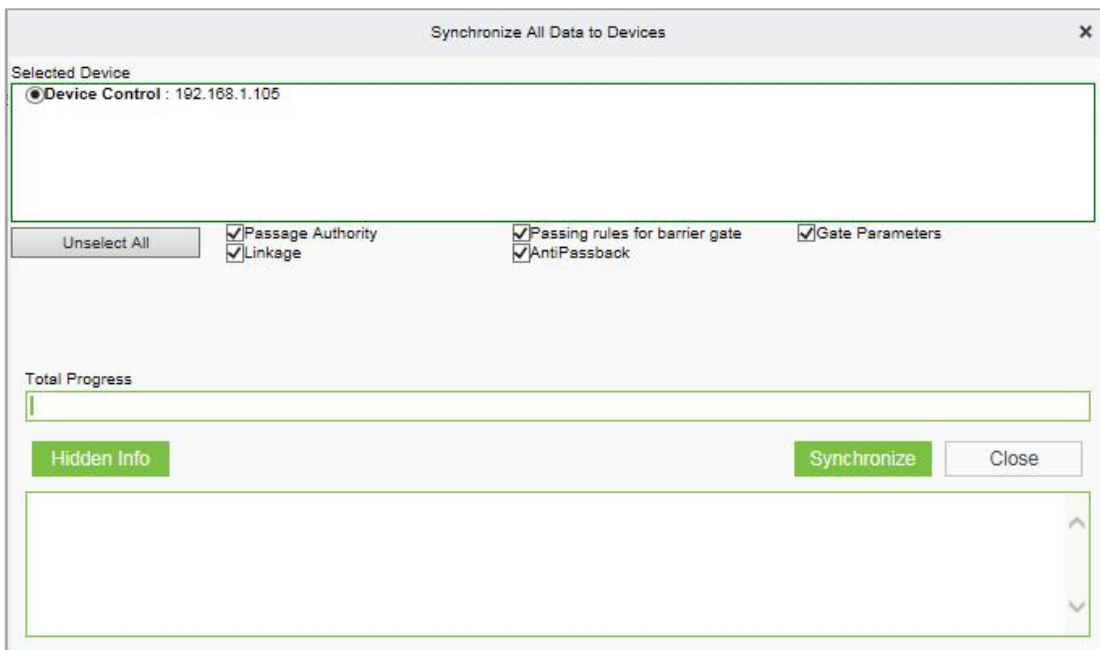 Synchronize All Data to Devices
Selected Device
Device Control : 192.168.1.105
Unselect All
Passage Authority
Passing rules for barrier gate
Gate Parameters
Linkage
AntiPassback
Total Progress
Hidden Info
Synchronize
Close